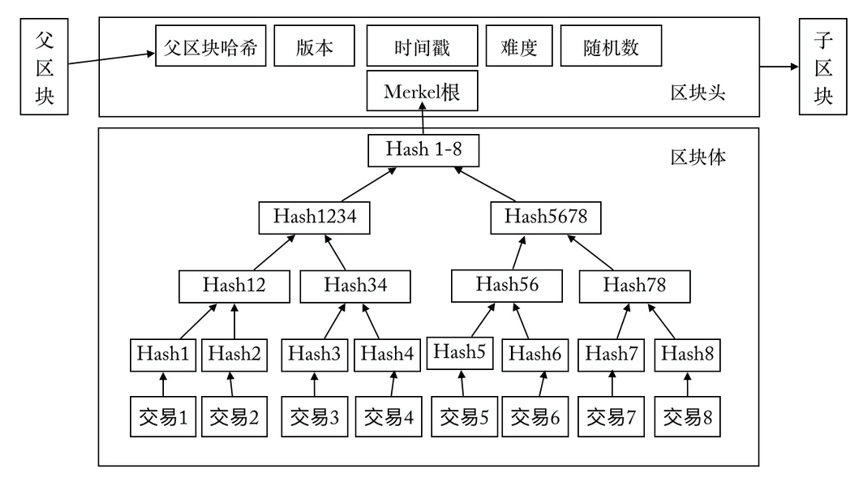 父区块
父区块哈希
版本
时间戳
难度
随机数
子区块
Merkel根
区块头
Hash 1-8
区块体
Hash1234
Hash5678
Hash12
Hash34
Hash56
Hash78
Hash1
Hash2
Hash3
Hash4
Hash5
Hash6
Hash7
Hash8
交易1
交易2
交易3
交易4
交易5
交易6
交易7
交易8